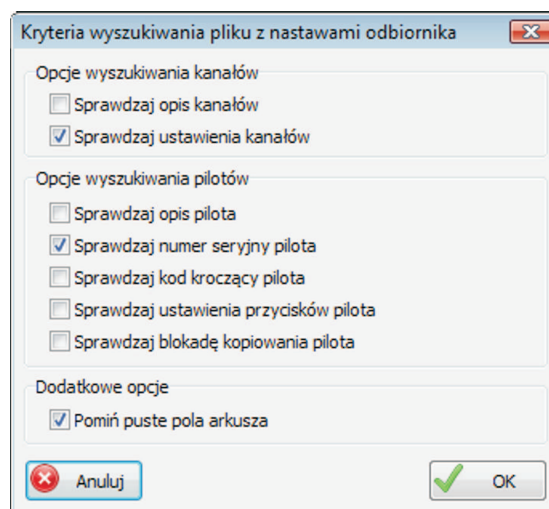 Kryteria wyszukiwania pliku z nastawami odbiornika
Opcje wyszukiwania kanałów
Sprawdzaj opis kanałów
Sprawdzaj ustawienia kanałów
Opcje wyszukiwania pilotów
Sprawdzaj opis pilota
Sprawdzaj numer seryjny pilota
Sprawdzaj kod kroczący pilota
Sprawdzaj ustawienia przycisków pilota
Sprawdzaj blokadę kopiowania pilota
Dodatkowe opcje
Pomiń puste pola arkusza
Anuluj OK